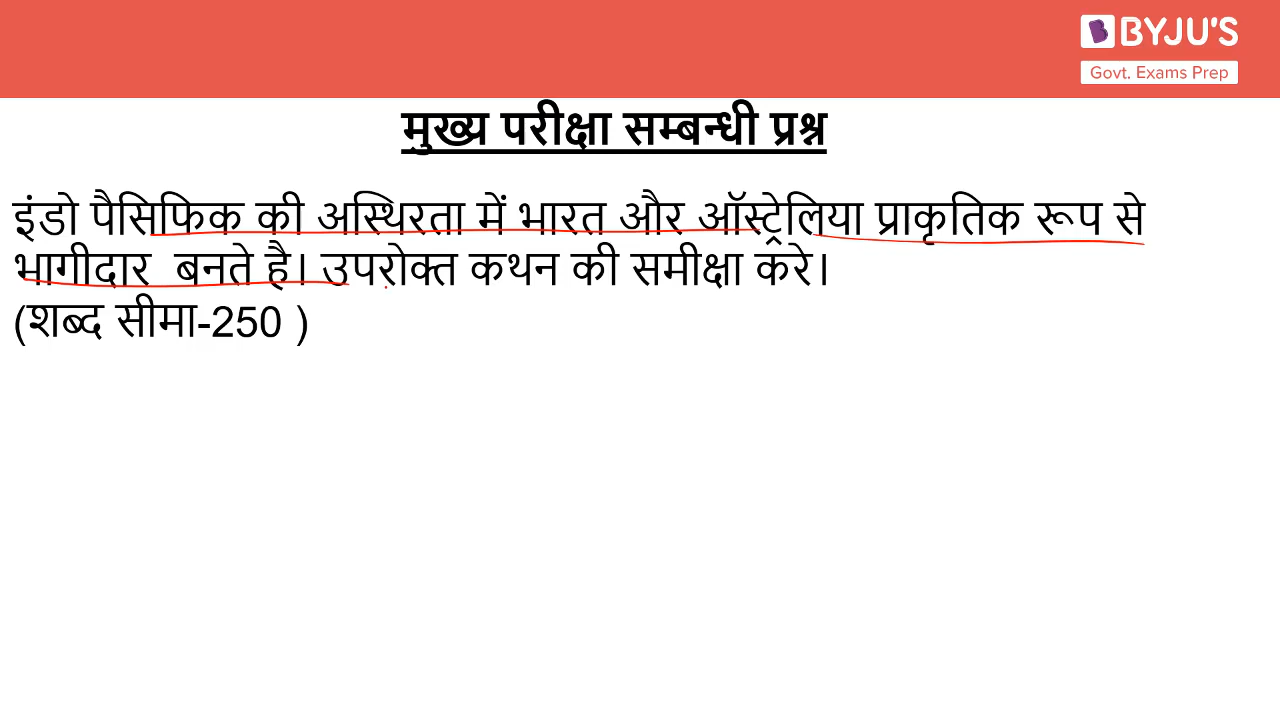 BYJU'S
Govt. Exams Prep
मुख्य परीक्षा सम्बन्धी प्रश्न
इंडो पैसिफिक की अस्थिरता में भारत और ऑस्ट्रेलिया प्राकृतिक रूप से
भागीदार  बनते है। उपरोक्त कथन की समीक्षा करे।
(शब्द सीमा-250 )